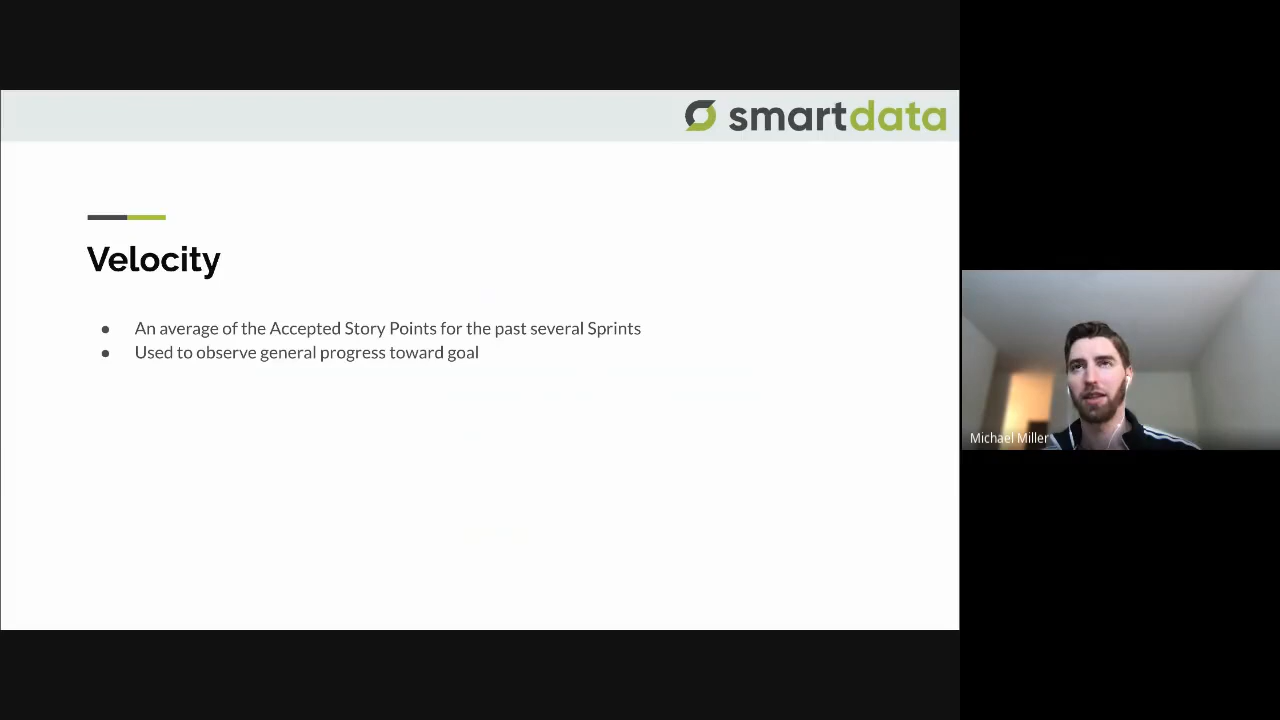 smartdata
Velocity
● An average of the Accepted Story Points for the past several Sprints
● Used to observe general progress toward goal
Michael Miller